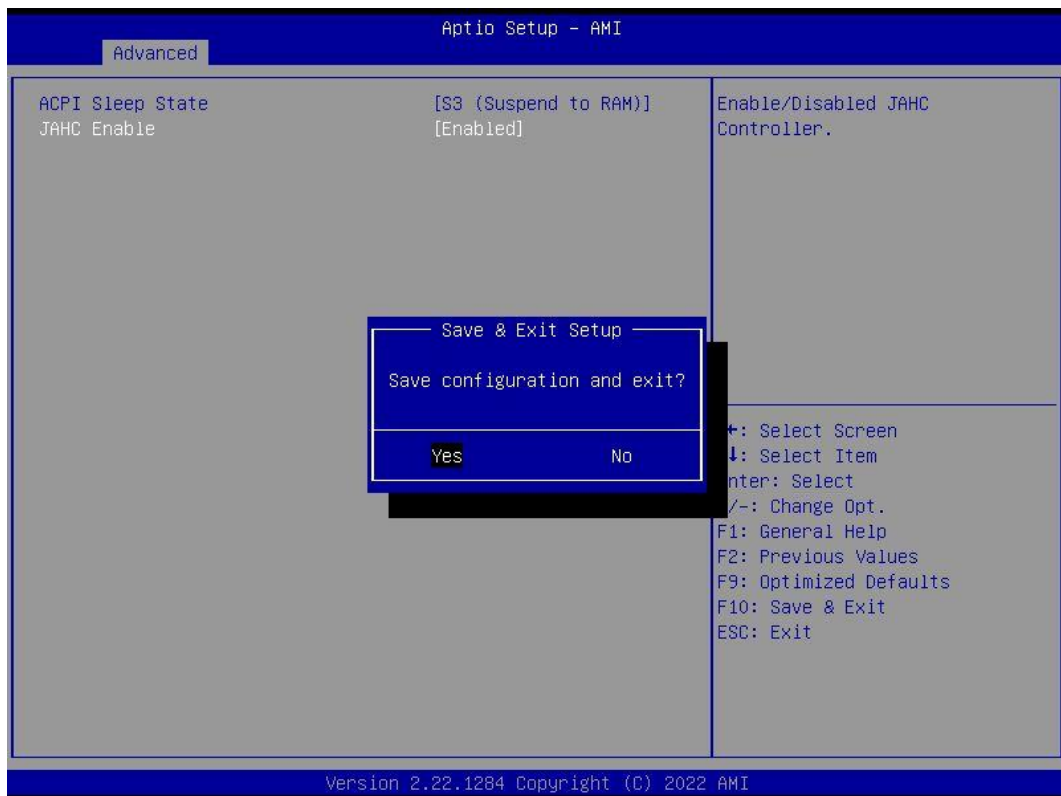 Aptio Setup – AMI
Advanced
ACPI Sleep State [S3 (Suspend to RAM)]
JAHC Enable [Enabled]
Enable/Disabled JAHC
Controller.
Save & Exit Setup
Save configuration and exit?
Yes No
: Select Screen
: Select Item
nter: Select
/-: Change Opt.
F1: General Help
F2: Previous Values
F9: Optimized Defaults
F10: Save & Exit
ESC: Exit
Version 2.22.1284 Copyright (C) 2022 AMI